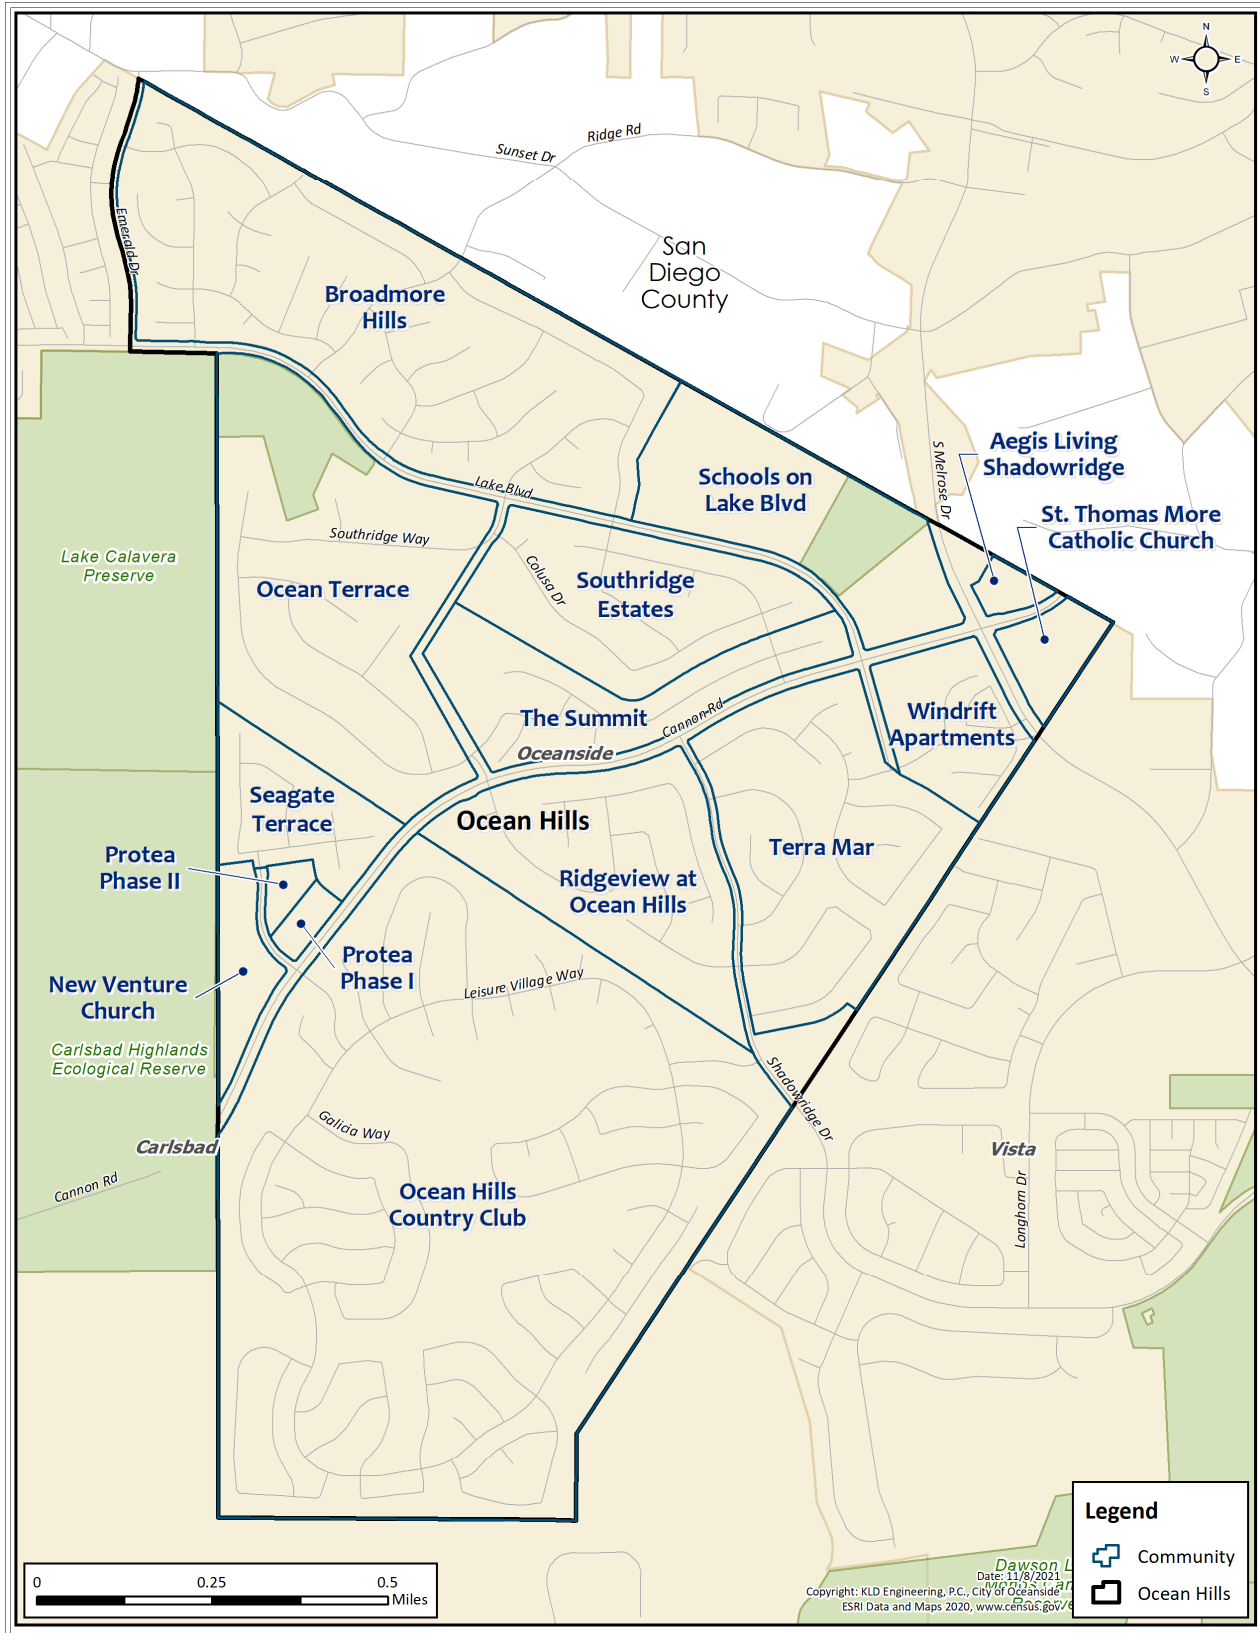 N
W E
S
Ridge Rd
Sunset Dr
San
Diego
County
Emerald Dr
Broadmore
Hills
S Melrose Dr
Aegis Living
Shadowridge
Schools on
Lake Blvd
Lake Blvd
St. Thomas More
Catholic Church
Southridge Way
Lake Calavera
Preserve
Colusa Dr
Southridge
Estates
Ocean Terrace
The Summit
Cannon Rd
Windrift
Apartments
Oceanside
Seagate
Terrace
Ocean Hills
Terra Mar
Protea
Phase II
Ridgeview at
Ocean Hills
Protea
Phase I
New Venture
Church
Leisure Village Way
Carlsbad Highlands
Ecological Reserve
Shadowridge Dr
Galicia Way
Carlsbad
Vista
Cannon Rd
Longhorn Dr
Ocean Hills
Country Club
Legend
Community
Ocean Hills
0 0.25 0.5
Miles
Dawson L
Date: 11/8/2021
Copyright: KLD Engineering, P.C., City of Oceanside
ESRI Data and Maps 2020, www.census.gov